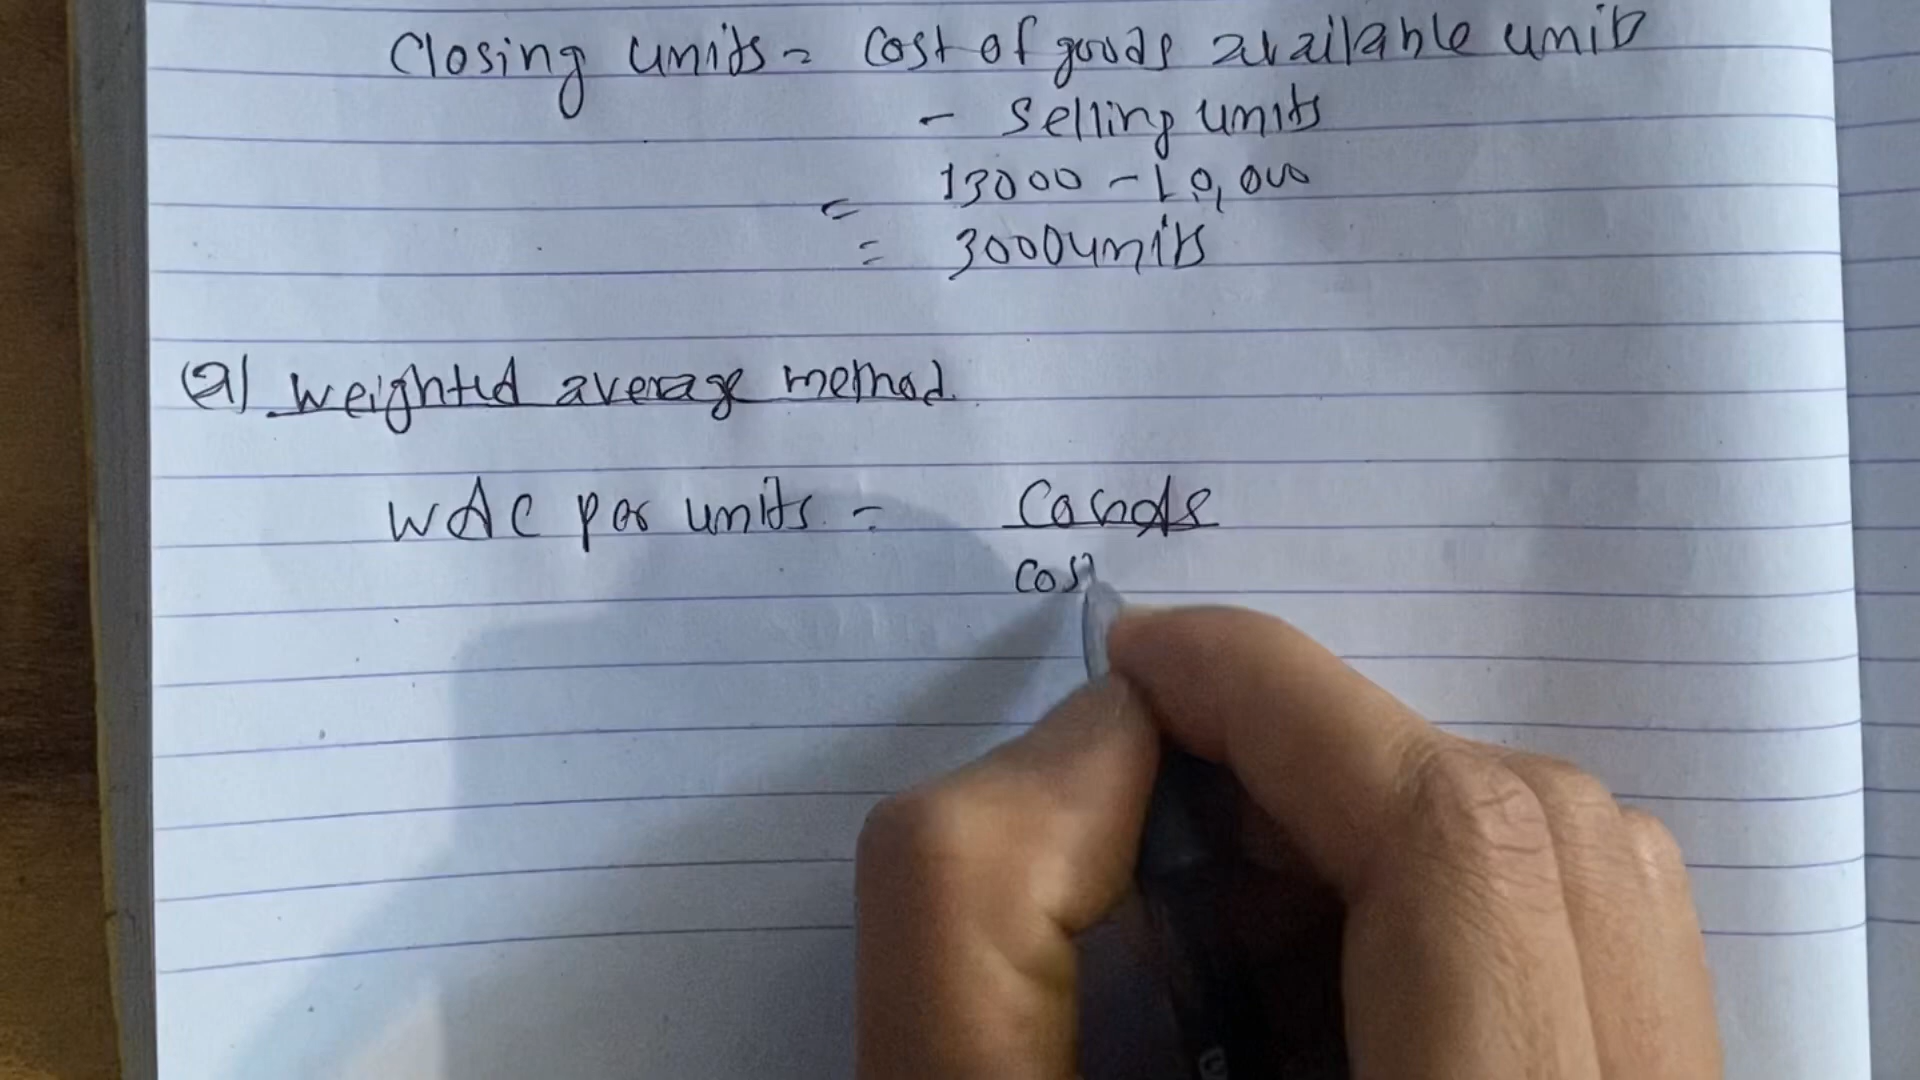 Closing units = Cost of goods available units
- Selling units
= 13000 - 10,000
= 3000 units
(a) weighted average method.
WAC per units =
cos